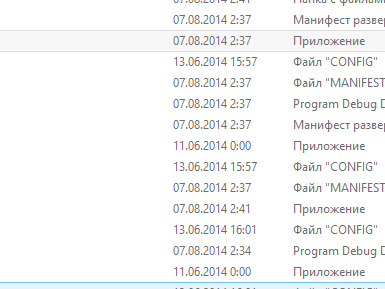 07.08.2014 2:41 Папка с файлам
07.08.2014 2:37 Манифест разве
07.08.2014 2:37 Приложение
13.06.2014 15:57 Файл "CONFIG"
07.08.2014 2:37 Файл "MANIFEST
07.08.2014 2:37 Program Debug D
07.08.2014 2:37 Манифест разве
11.06.2014 0:00 Приложение
13.06.2014 15:57 Файл "CONFIG"
07.08.2014 2:37 Файл "MANIFEST
07.08.2014 2:41 Приложение
13.06.2014 16:01 Файл "CONFIG"
07.08.2014 2:34 Program Debug D
11.06.2014 0:00 Приложение